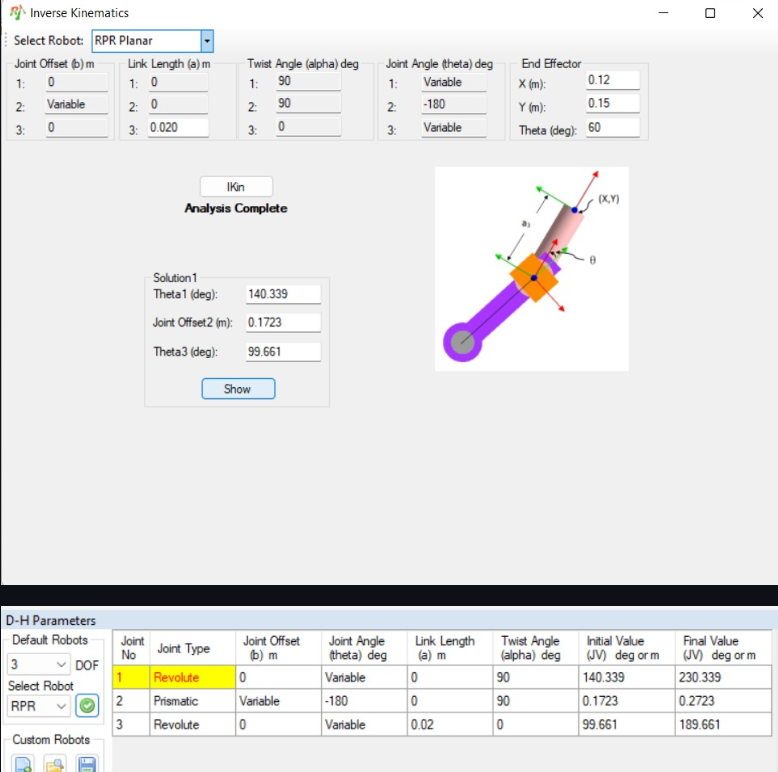 Inverse Kinematics
Select Robot: RPR Planar
Joint Offset (b) m Link Length (a) m Twist Angle (alpha) deg Joint Angle (theta) deg End Effector
1: 0 1: 0 1: 90 1: Variable X (m): 0.12
2: Variable 2: 0 2: 90 2: -180 Y (m): 0.15
3: 0 3: 0.020 3: 0 3: Variable Theta (deg): 60
IKin
Analysis Complete
(X,Y)
a₃
θ
Solution1
Theta1 (deg): 140.339
Joint Offset2 (m): 0.1723
Theta3 (deg): 99.661
Show
D-H Parameters
Default Robots
3 DOF
Select Robot
RPR
Custom Robots
Joint No Joint Type Joint Offset (b) m Joint Angle (theta) deg Link Length (a) m Twist Angle (alpha) deg Initial Value (JV) deg or m Final Value (JV) deg or m
1 Revolute 0 Variable 0 90 140.339 230.339
2 Prismatic Variable -180 0 90 0.1723 0.2723
3 Revolute 0 Variable 0.02 0 99.661 189.661